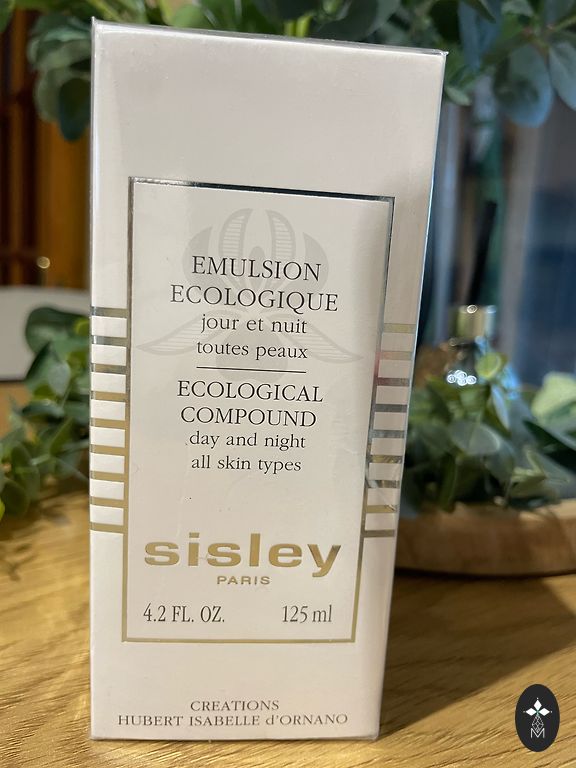 EMULSION
ECOLOGIQUE
jour et nuit
toutes peaux
ECOLOGICAL
COMPOUND
day and night
all skin types
sisley
PARIS
4.2 FL. OZ. 125 ml
CREATIONS
HUBERT ISABELLE d'ORNANO
M